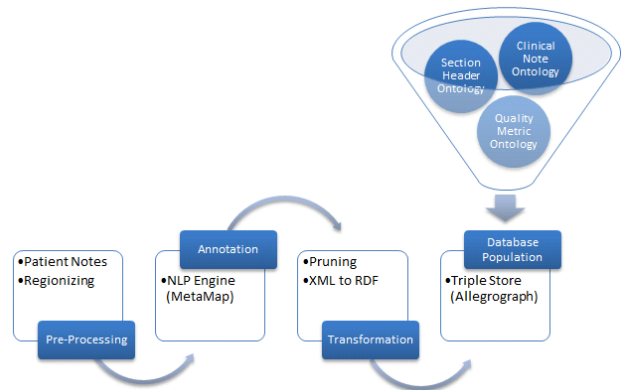 Section
Header
Ontology
Clinical
Note
Ontology
Quality
Metric
Ontology
•Patient Notes
•Regionizing
Pre-Processing
Annotation
•NLP Engine
(MetaMap)
•Pruning
•XML to RDF
Transformation
Database
Population
•Triple Store
(Allegrograph)